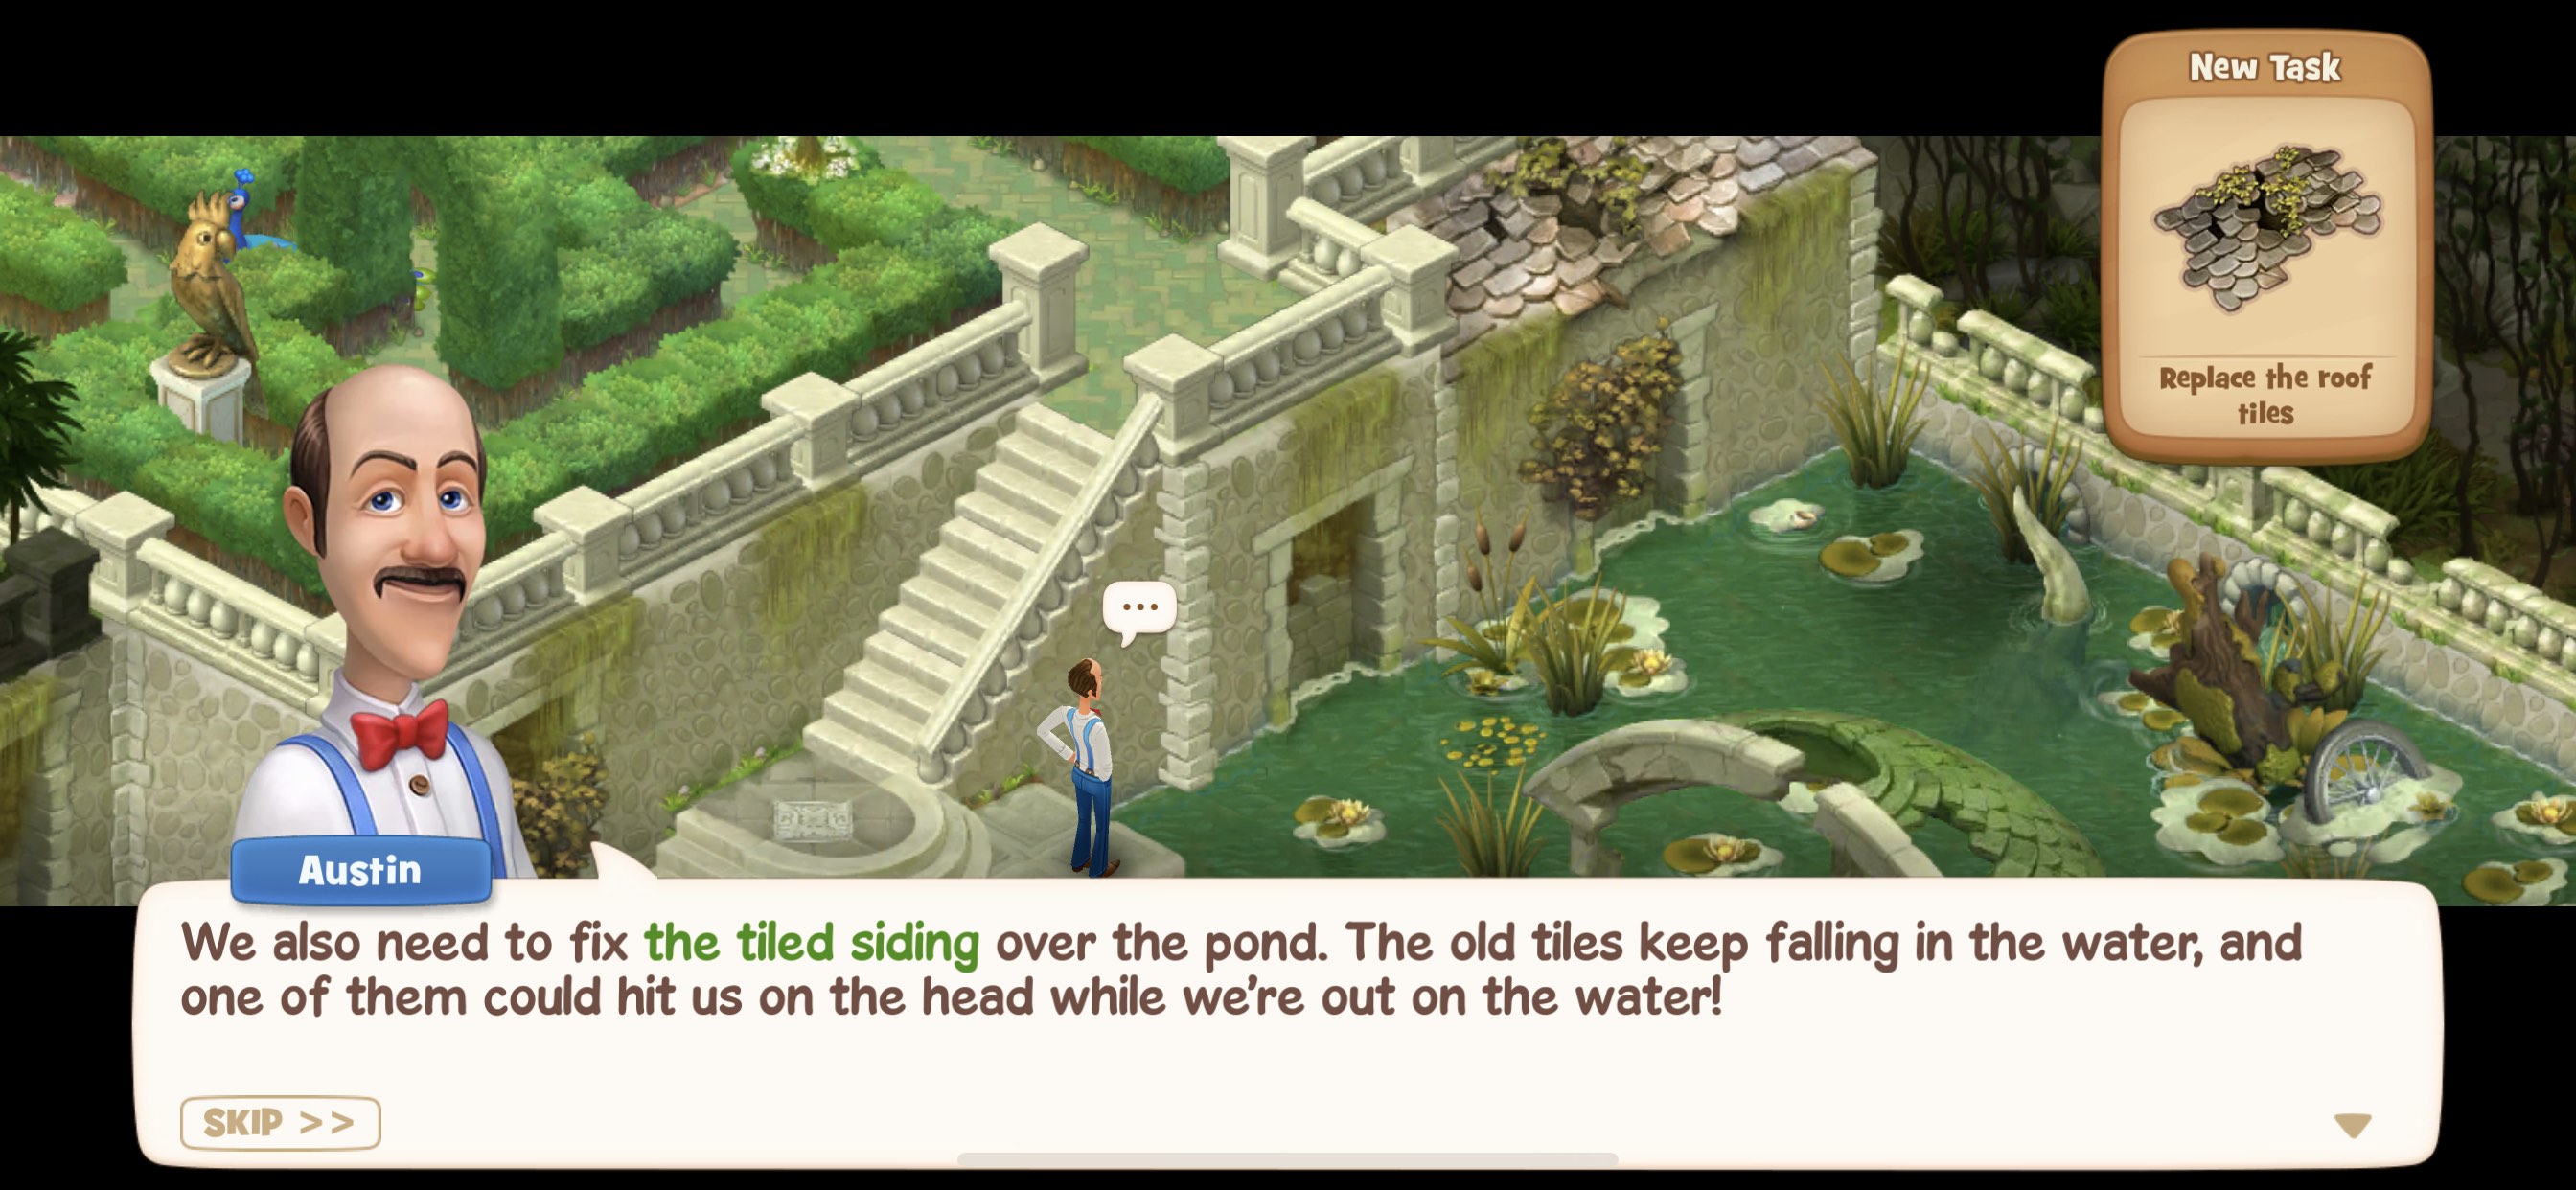 New Task
Replace the roof
tiles
Austin
We also need to fix the tiled siding over the pond. The old tiles keep falling in the water, and
one of them could hit us on the head while we're out on the water!
SKIP >>